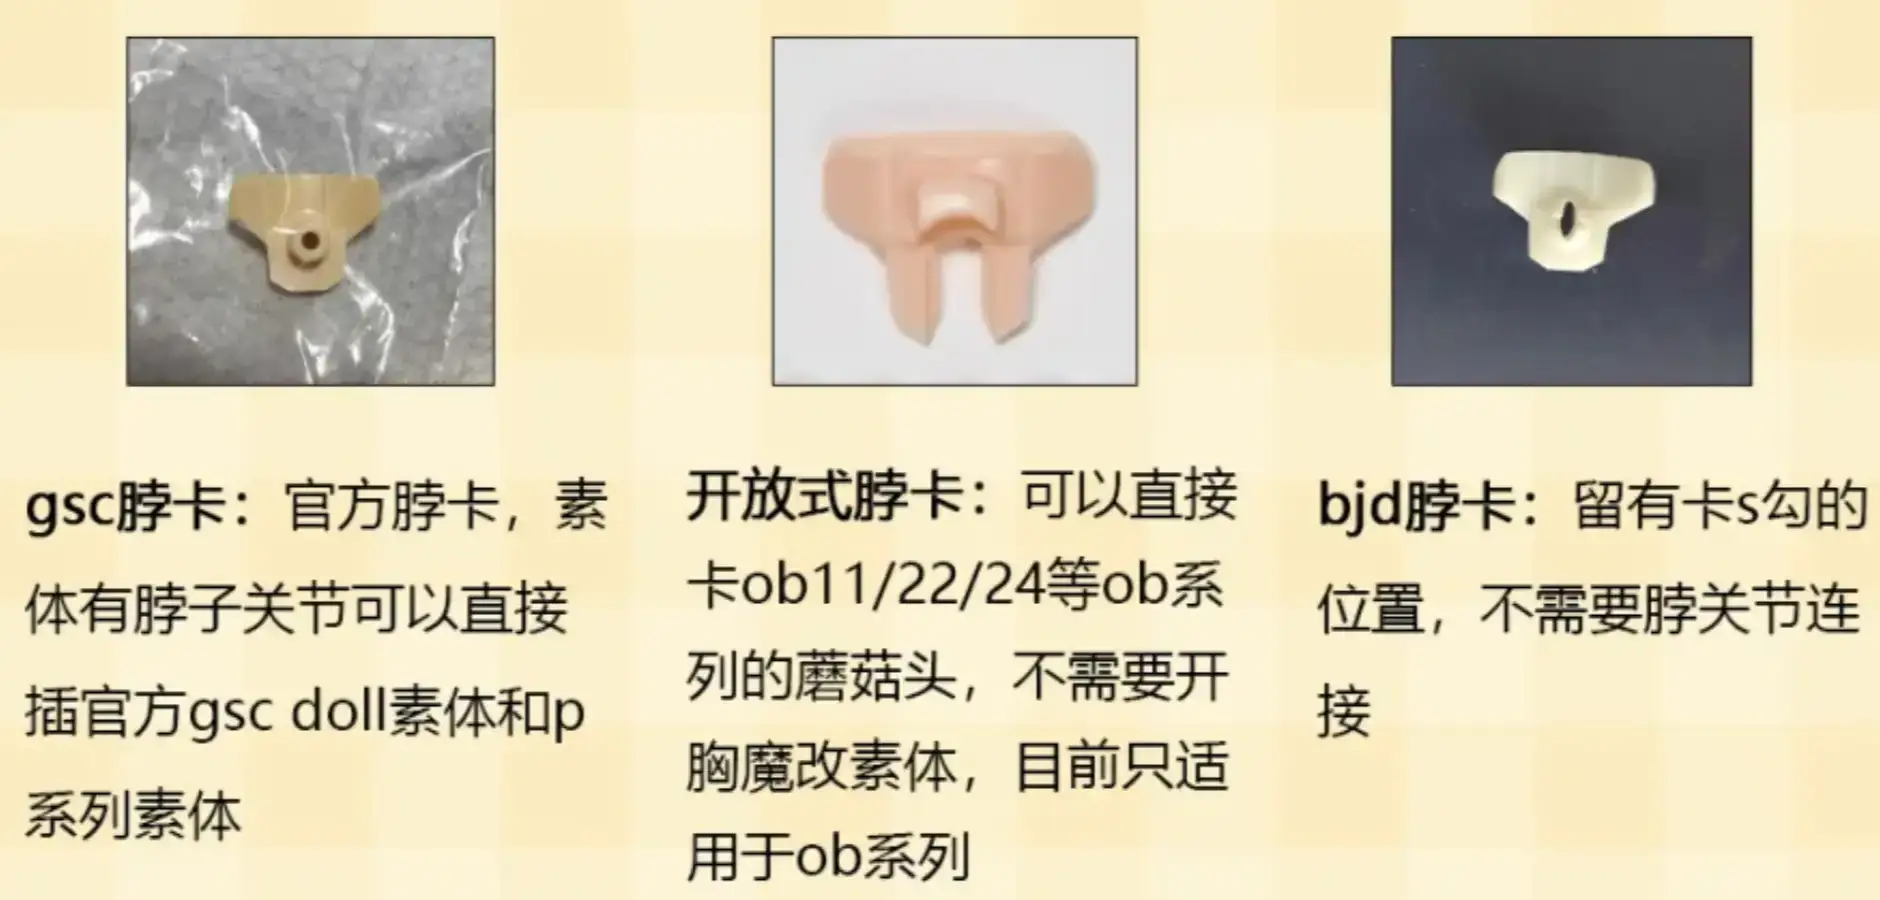 gsc脖卡：官方脖卡，素
体有脖子关节可以直接
插官方gsc doll素体和p
系列素体
开放式脖卡：可以直接
卡ob11/22/24等ob系
列的蘑菇头，不需要开
胸魔改素体，目前只适
用于ob系列
bjd脖卡：留有卡s勾的
位置，不需要脖关节连
接